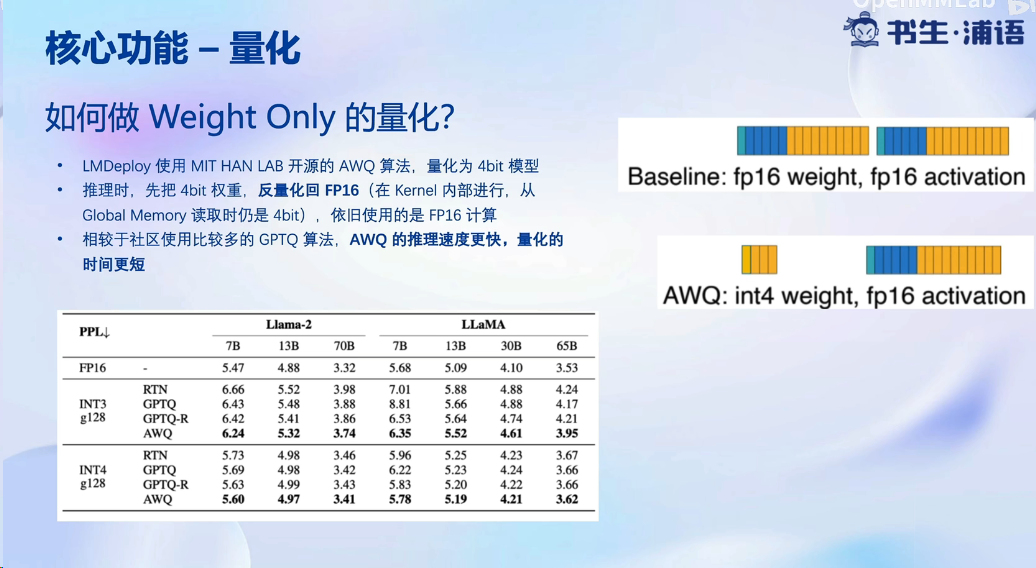 OpenMMLab
书生·浦语
核心功能 – 量化
如何做 Weight Only 的量化?
• LMDeploy 使用 MIT HAN LAB 开源的 AWQ 算法，量化为 4bit 模型
• 推理时，先把 4bit 权重，反量化回 FP16（在 Kernel 内部进行，从
Global Memory 读取时仍是 4bit），依旧使用的是 FP16 计算
• 相较于社区使用比较多的 GPTQ 算法，AWQ 的推理速度更快，量化的
时间更短
Baseline: fp16 weight, fp16 activation
AWQ: int4 weight, fp16 activation
PPL↓ Llama-2 LLaMA
7B 13B 70B 7B 13B 30B 65B
FP16 - 5.47 4.88 3.32 5.68 5.09 4.10 3.53
INT3 g128
RTN 6.66 5.52 3.98 7.01 5.88 4.88 4.24
GPTQ 6.43 5.48 3.88 8.81 5.66 4.88 4.17
GPTQ-R 6.42 5.41 3.86 6.53 5.64 4.74 4.21
AWQ 6.24 5.32 3.74 6.35 5.52 4.61 3.95
INT4 g128
RTN 5.73 4.98 3.46 5.96 5.25 4.23 3.67
GPTQ 5.69 4.98 3.42 6.22 5.23 4.24 3.66
GPTQ-R 5.63 4.99 3.43 5.83 5.20 4.22 3.66
AWQ 5.60 4.97 3.41 5.78 5.19 4.21 3.62